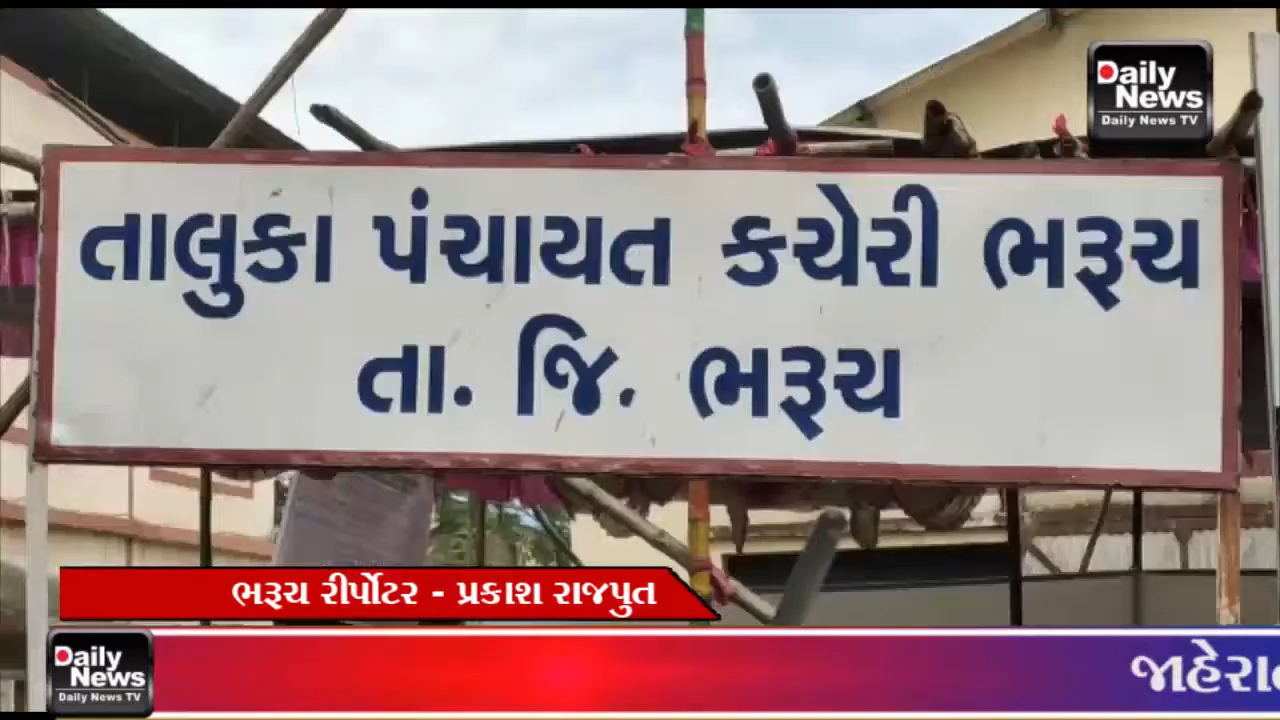 Daily
News
Daily News TV
તાલુકા પંચાયત કચેરી ભરૂચ
તા. જિ. ભરૂચ
ભરૂચ રીર્પોટર - પ્રકાશ રાજપુત
Daily
News
Daily News TV